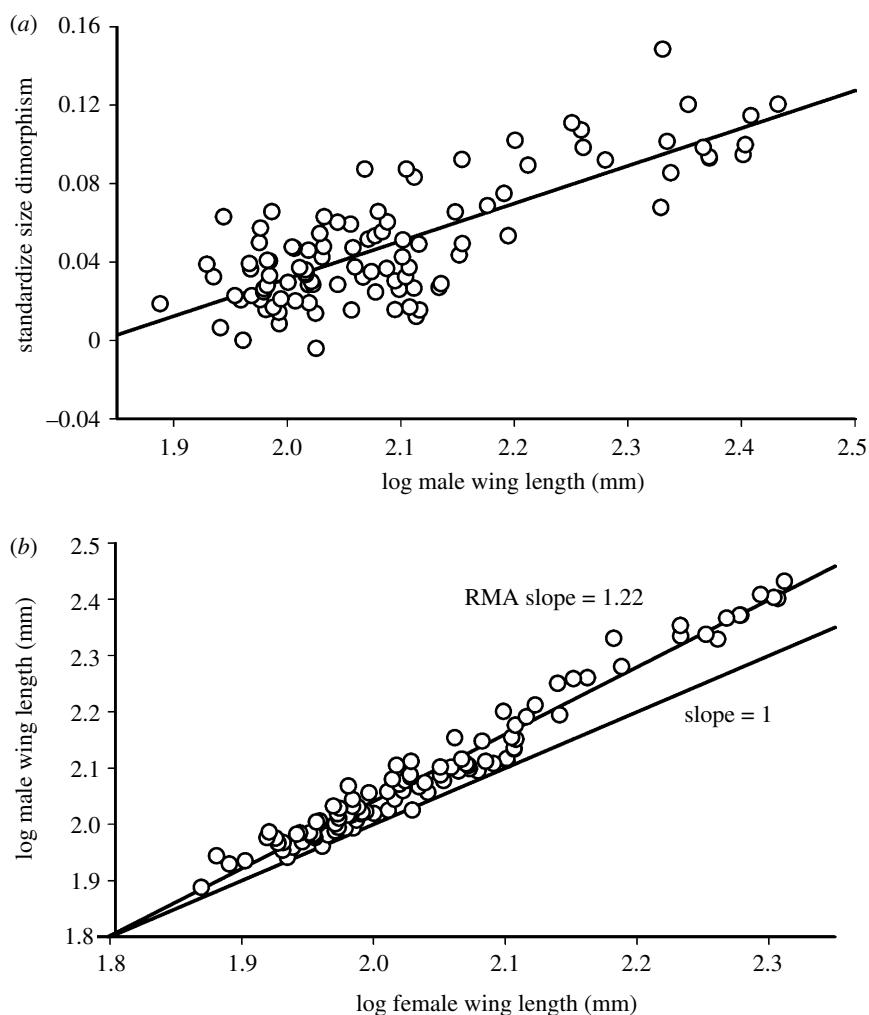 (a)
0.16
0.12
0.08
0.04
0
–0.04
standardize size dimorphism
1.9 2.0 2.1 2.2 2.3 2.4 2.5
log male wing length (mm)
(b)
2.5
2.4
2.3
2.2
2.1
2.0
1.9
1.8
log male wing length (mm)
RMA slope = 1.22
slope = 1
1.8 1.9 2.0 2.1 2.2 2.3
log female wing length (mm)